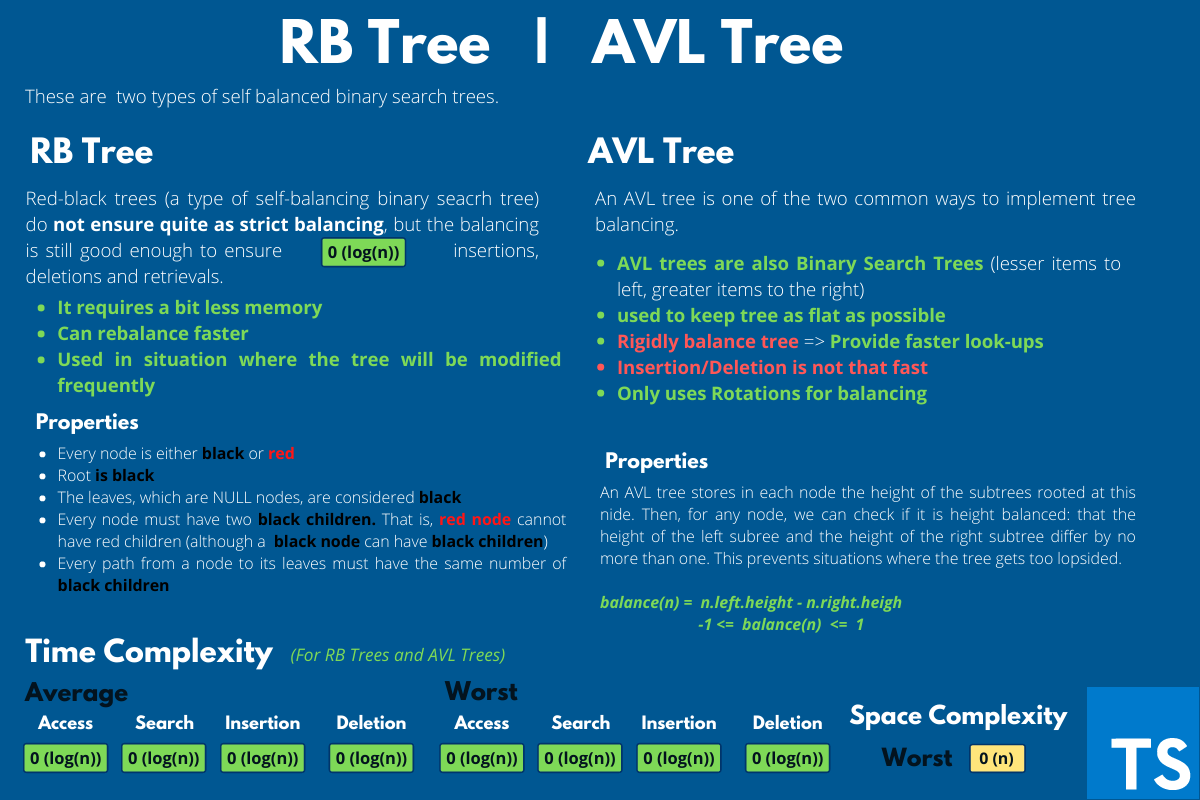 RB Tree | AVL Tree
These are two types of self balanced binary search trees.
RB Tree
Red-black trees (a type of self-balancing binary seacrh tree)
do not ensure quite as strict balancing, but the balancing
is still good enough to ensure 0 (log(n)) insertions,
deletions and retrievals.
• It requires a bit less memory
• Can rebalance faster
• Used in situation where the tree will be modified
frequently
Properties
• Every node is either black or red
• Root is black
• The leaves, which are NULL nodes, are considered black
• Every node must have two black children. That is, red node cannot
have red children (although a black node can have black children)
• Every path from a node to its leaves must have the same number of
black children
AVL Tree
An AVL tree is one of the two common ways to implement tree
balancing.
• AVL trees are also Binary Search Trees (lesser items to
left, greater items to the right)
• used to keep tree as flat as possible
• Rigidly balance tree => Provide faster look-ups
• Insertion/Deletion is not that fast
• Only uses Rotations for balancing
Properties
An AVL tree stores in each node the height of the subtrees rooted at this
nide. Then, for any node, we can check if it is height balanced: that the
height of the left subree and the height of the right subtree differ by no
more than one. This prevents situations where the tree gets too lopsided.
balance(n) = n.left.height - n.right.heigh
-1 <= balance(n) <= 1
Time Complexity (For RB Trees and AVL Trees)
Average
Access Search Insertion Deletion
0 (log(n)) 0 (log(n)) 0 (log(n)) 0 (log(n))
Worst
Access Search Insertion Deletion
0 (log(n)) 0 (log(n)) 0 (log(n)) 0 (log(n))
Space Complexity
Worst 0 (n)
TS